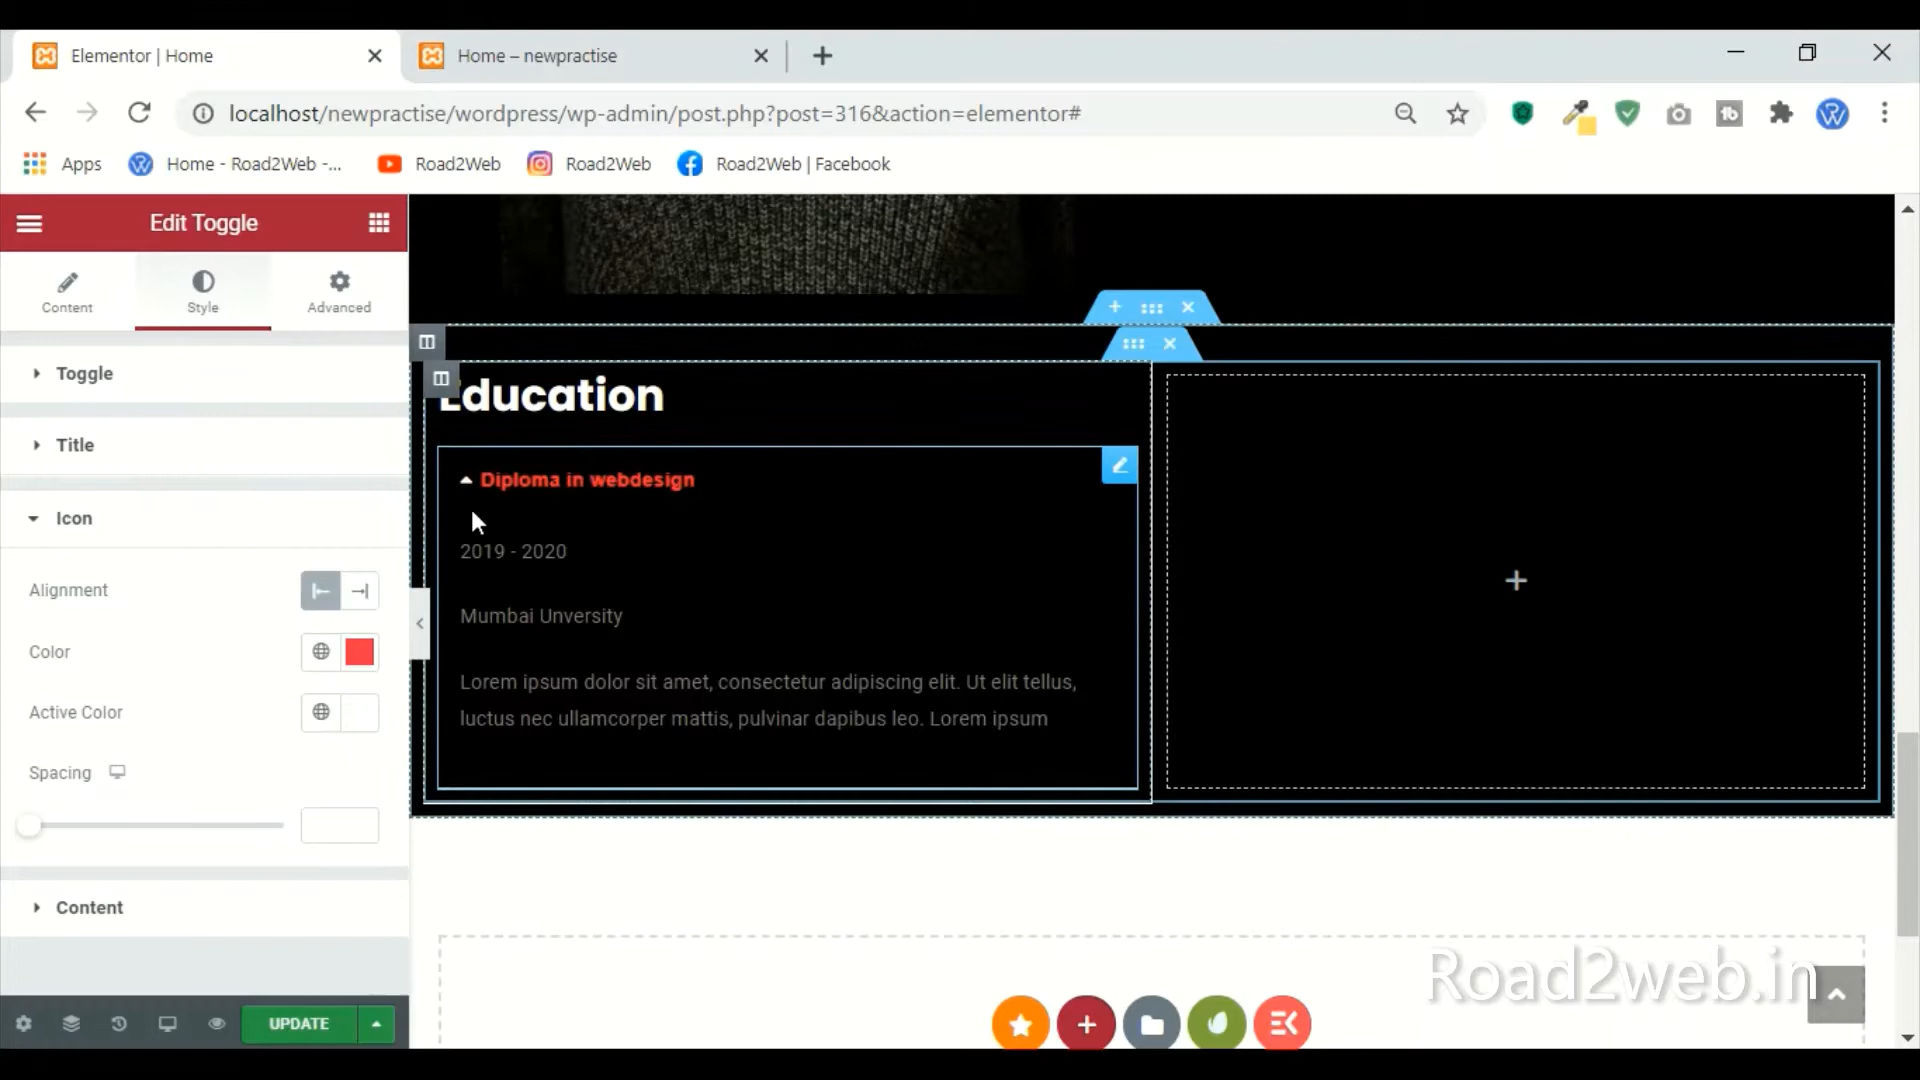 Elementor | Home
Home – newpractise
localhost/newpractise/wordpress/wp-admin/post.php?post=316&action=elementor#
Apps
Home - Road2Web -...
Road2Web
Road2Web
Road2Web | Facebook
Edit Toggle
Content
Style
Advanced
Toggle
Title
Icon
Alignment
Color
Active Color
Spacing
Content
UPDATE
Education
Diploma in webdesign
2019 - 2020
Mumbai Unversity
Lorem ipsum dolor sit amet, consectetur adipiscing elit. Ut elit tellus,
luctus nec ullamcorper mattis, pulvinar dapibus leo. Lorem ipsum
Road2web.in